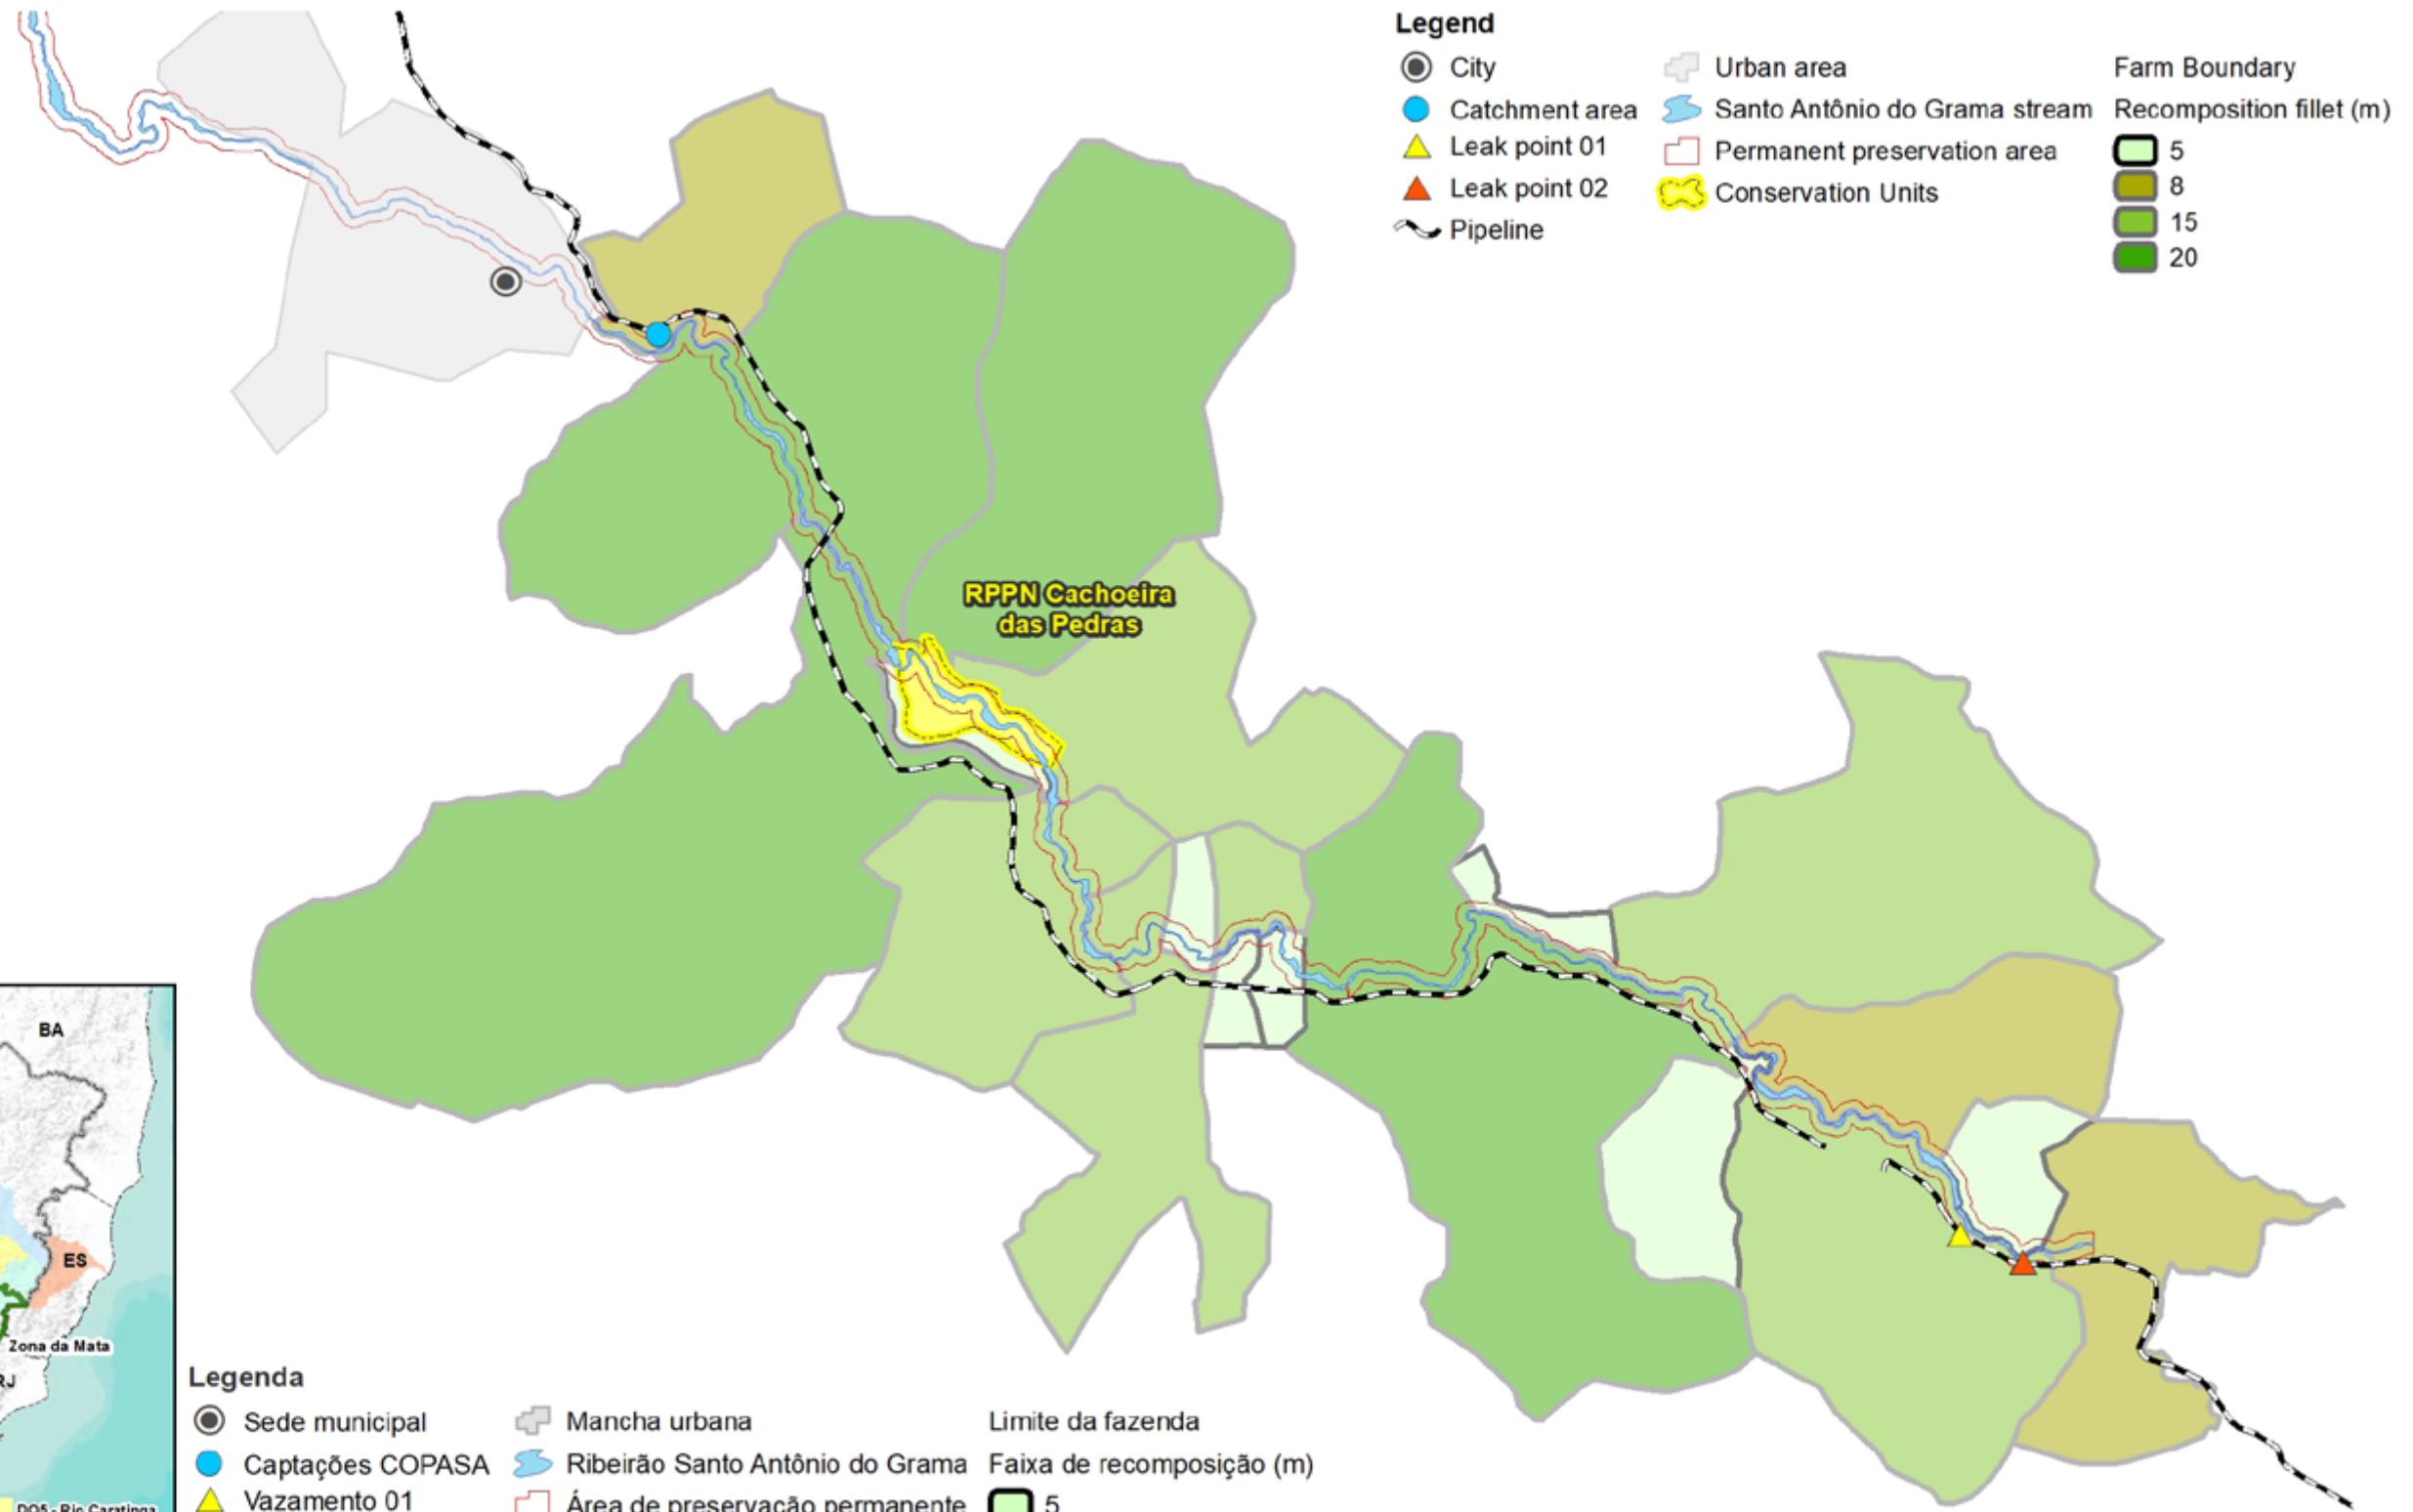 Legend
City
Catchment area
Leak point 01
Leak point 02
Pipeline
Urban area
Santo Antônio do Grama stream
Permanent preservation area
Conservation Units
Farm Boundary
Recomposition fillet (m)
5
8
15
20
RPPN Cachoeira
das Pedras
BA
ES
Zona da Mata
RJ
DO5 - Rio Caratinga
Legenda
Sede municipal
Captações COPASA
Vazamento 01
Mancha urbana
Ribeirão Santo Antônio do Grama
Área de preservação permanente
Limite da fazenda
Faixa de recomposição (m)
5